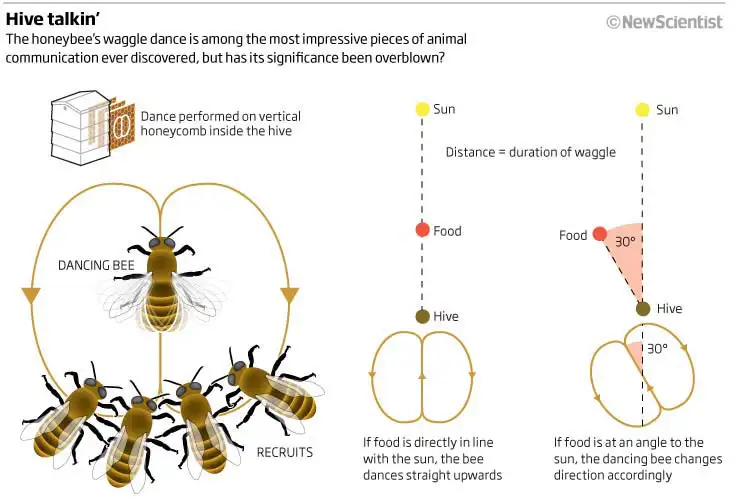 Hive talkin'
©NewScientist
The honeybee's waggle dance is among the most impressive pieces of animal
communication ever discovered, but has its significance been overblown?
Dance performed on vertical
honeycomb inside the hive
DANCING BEE
RECRUITS
Sun
Distance = duration of waggle
Food
Hive
If food is directly in line
with the sun, the bee
dances straight upwards
Sun
Food
30°
Hive
30°
If food is at an angle to the
sun, the dancing bee changes
direction accordingly